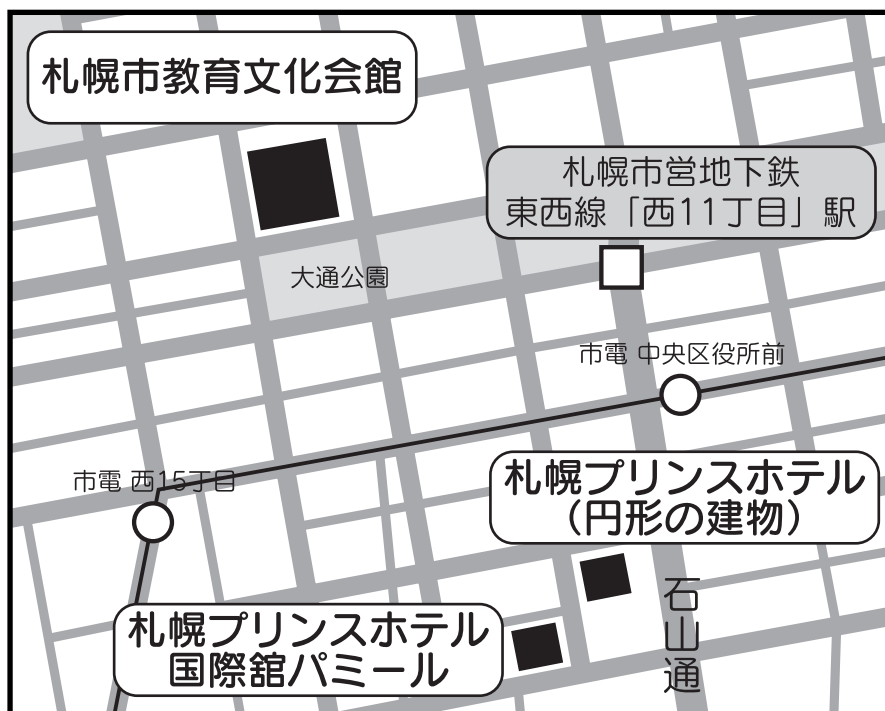 札幌市教育文化会館
札幌市営地下鉄
東西線「西11丁目」駅
大通公園
市電 中央区役所前
市電 西15丁目
札幌プリンスホテル
（円形の建物）
石山通
札幌プリンスホテル
国際舘パミール